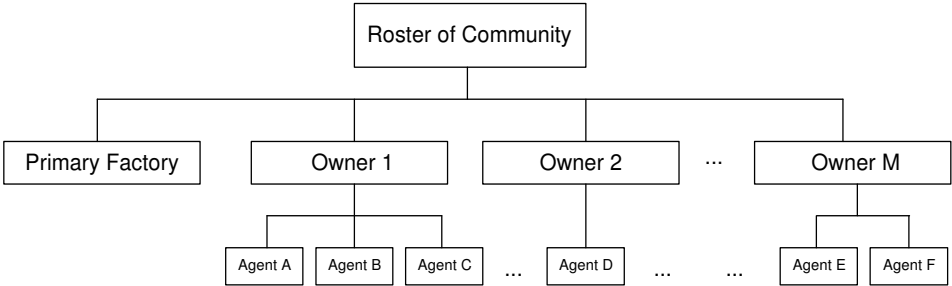 Roster of Community
Primary Factory
Owner 1
Owner 2
...
Owner M
Agent A
Agent B
Agent C
...
Agent D
...
...
Agent E
Agent F